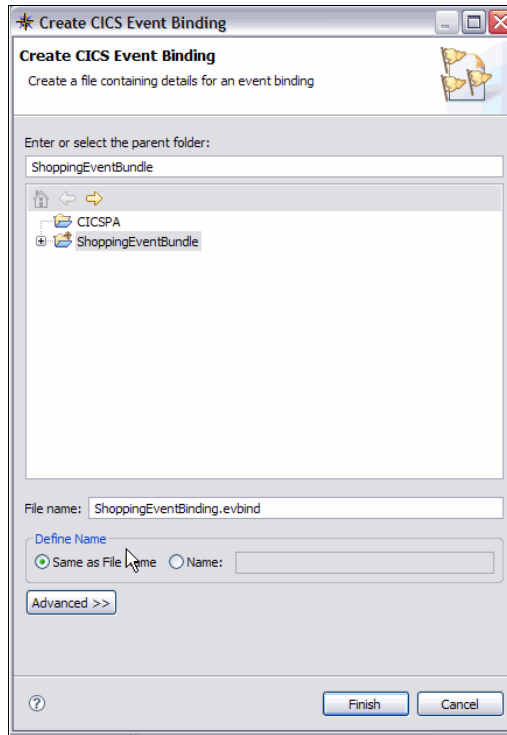 Create CICS Event Binding
Create CICS Event Binding
Create a file containing details for an event binding
Enter or select the parent folder:
ShoppingEventBundle
CICSPA
ShoppingEventBundle
File name: ShoppingEventBinding.evbind
Define Name
Same as File Name Name:
Advanced >>
Finish Cancel